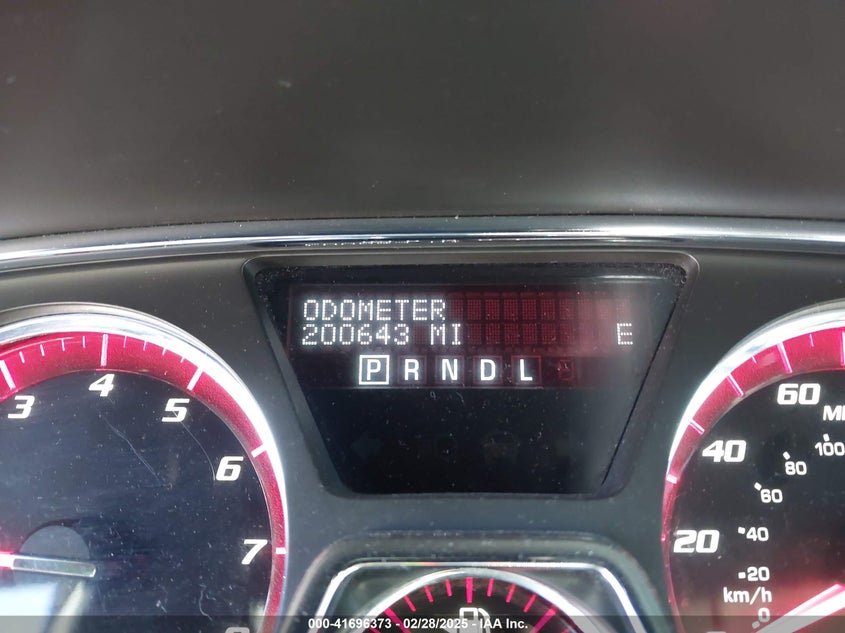 ODOMETER
200643 MI E
P R N D L
3 4 5 6 7
20 40 60
MI
0 20 40 60 80 100
km/h
000-41696373 - 02/28/2025 - IAA Inc.